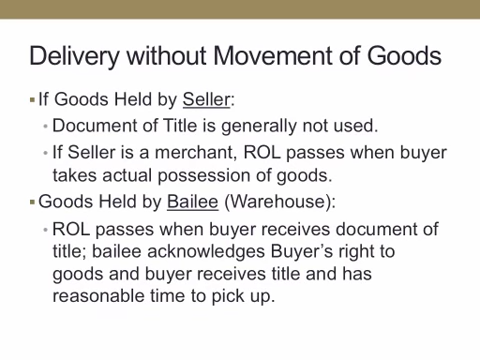 Delivery without Movement of Goods
▪If Goods Held by Seller:
• Document of Title is generally not used.
• If Seller is a merchant, ROL passes when buyer
takes actual possession of goods.
▪Goods Held by Bailee (Warehouse):
• ROL passes when buyer receives document of
title; bailee acknowledges Buyer’s right to
goods and buyer receives title and has
reasonable time to pick up.